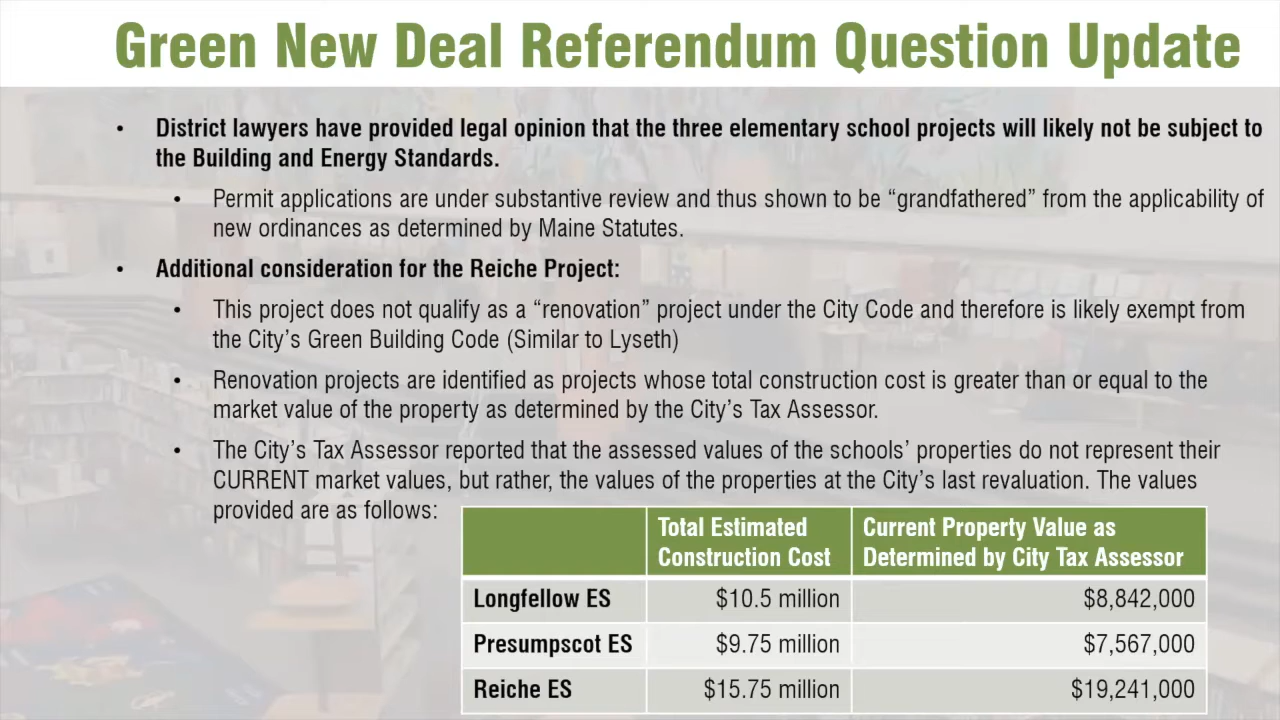 Green New Deal Referendum Question Update
• District lawyers have provided legal opinion that the three elementary school projects will likely not be subject to
the Building and Energy Standards.
• Permit applications are under substantive review and thus shown to be “grandfathered” from the applicability of
new ordinances as determined by Maine Statutes.
• Additional consideration for the Reiche Project:
• This project does not qualify as a “renovation” project under the City Code and therefore is likely exempt from
the City’s Green Building Code (Similar to Lyseth)
• Renovation projects are identified as projects whose total construction cost is greater than or equal to the
market value of the property as determined by the City’s Tax Assessor.
• The City’s Tax Assessor reported that the assessed values of the schools’ properties do not represent their
CURRENT market values, but rather, the values of the properties at the City’s last revaluation. The values
provided are as follows:
Total Estimated Current Property Value as
Construction Cost Determined by City Tax Assessor
Longfellow ES $10.5 million $8,842,000
Presumpscot ES $9.75 million $7,567,000
Reiche ES $15.75 million $19,241,000